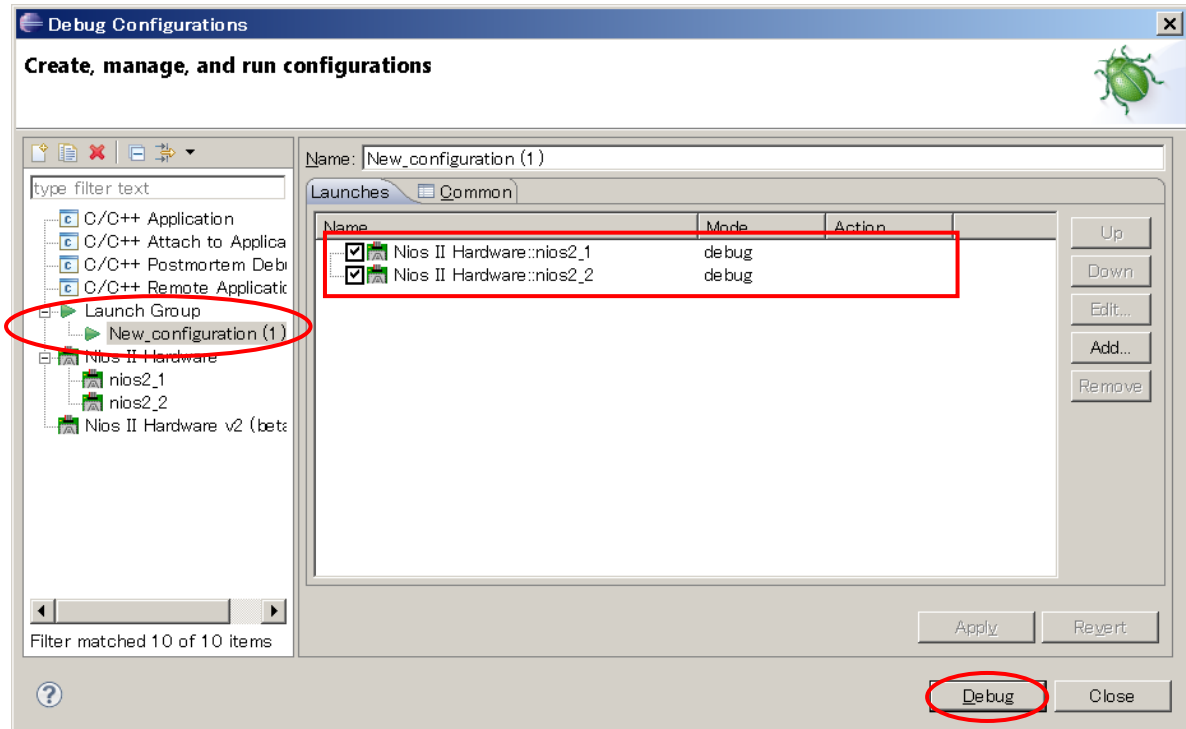 Debug Configurations
Create, manage, and run configurations
type filter text
C/C++ Application
C/C++ Attach to Applica
C/C++ Postmortem Deb
C/C++ Remote Applicatic
Launch Group
New_configuration (1)
Nios II Hardware
nios2_1
nios2_2
Nios II Hardware v2 (beta
Filter matched 10 of 10 items
Name: New_configuration (1)
Launches Common
Name Mode Action
Nios II Hardware::nios2_1 debug
Nios II Hardware::nios2_2 debug
Up
Down
Edit...
Add...
Remove
Apply Revert
Debug Close